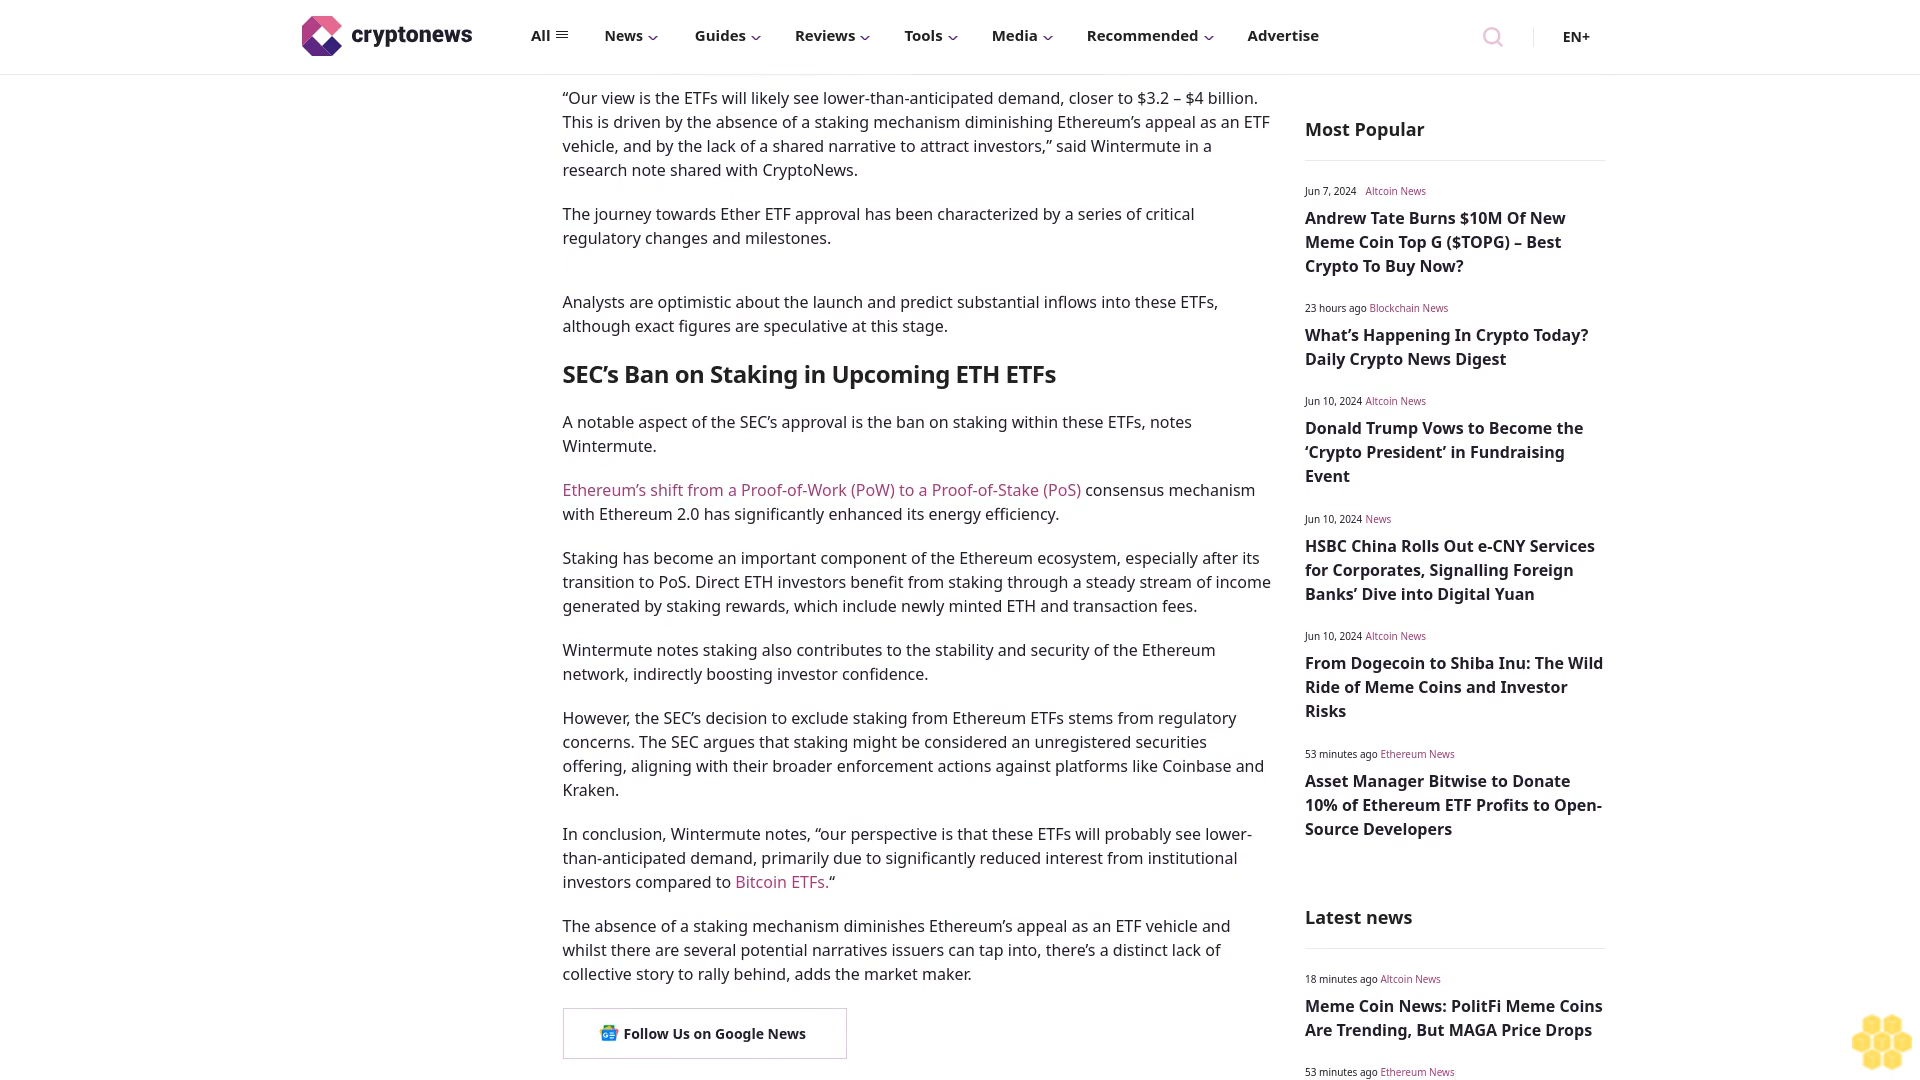 cryptonews
All
News
Guides
Reviews
Tools
Media
Recommended
Advertise
EN+
“Our view is the ETFs will likely see lower-than-anticipated demand, closer to $3.2 – $4 billion.
This is driven by the absence of a staking mechanism diminishing Ethereum’s appeal as an ETF
vehicle, and by the lack of a shared narrative to attract investors,” said Wintermute in a
research note shared with CryptoNews.
The journey towards Ether ETF approval has been characterized by a series of critical
regulatory changes and milestones.
Analysts are optimistic about the launch and predict substantial inflows into these ETFs,
although exact figures are speculative at this stage.
SEC’s Ban on Staking in Upcoming ETH ETFs
A notable aspect of the SEC’s approval is the ban on staking within these ETFs, notes
Wintermute.
Ethereum’s shift from a Proof-of-Work (PoW) to a Proof-of-Stake (PoS) consensus mechanism
with Ethereum 2.0 has significantly enhanced its energy efficiency.
Staking has become an important component of the Ethereum ecosystem, especially after its
transition to PoS. Direct ETH investors benefit from staking through a steady stream of income
generated by staking rewards, which include newly minted ETH and transaction fees.
Wintermute notes staking also contributes to the stability and security of the Ethereum
network, indirectly boosting investor confidence.
However, the SEC’s decision to exclude staking from Ethereum ETFs stems from regulatory
concerns. The SEC argues that staking might be considered an unregistered securities
offering, aligning with their broader enforcement actions against platforms like Coinbase and
Kraken.
In conclusion, Wintermute notes, “our perspective is that these ETFs will probably see lower-
than-anticipated demand, primarily due to significantly reduced interest from institutional
investors compared to Bitcoin ETFs.“
The absence of a staking mechanism diminishes Ethereum’s appeal as an ETF vehicle and
whilst there are several potential narratives issuers can tap into, there’s a distinct lack of
collective story to rally behind, adds the market maker.
Follow Us on Google News
Most Popular
Jun 7, 2024 Altcoin News
Andrew Tate Burns $10M Of New
Meme Coin Top G ($TOPG) – Best
Crypto To Buy Now?
23 hours ago Blockchain News
What’s Happening In Crypto Today?
Daily Crypto News Digest
Jun 10, 2024 Altcoin News
Donald Trump Vows to Become the
‘Crypto President’ in Fundraising
Event
Jun 10, 2024 News
HSBC China Rolls Out e-CNY Services
for Corporates, Signalling Foreign
Banks’ Dive into Digital Yuan
Jun 10, 2024 Altcoin News
From Dogecoin to Shiba Inu: The Wild
Ride of Meme Coins and Investor
Risks
53 minutes ago Ethereum News
Asset Manager Bitwise to Donate
10% of Ethereum ETF Profits to Open-
Source Developers
Latest news
18 minutes ago Altcoin News
Meme Coin News: PolitFi Meme Coins
Are Trending, But MAGA Price Drops
53 minutes ago Ethereum News